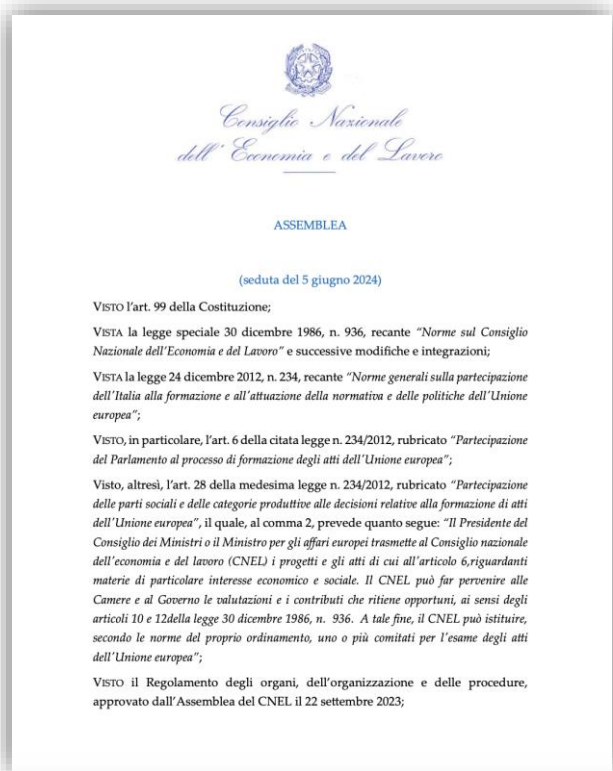 Consiglio Nazionale
dell' Economia e del Lavoro
ASSEMBLEA
(seduta del 5 giugno 2024)
VISTO l'art. 99 della Costituzione;
VISTA la legge speciale 30 dicembre 1986, n. 936, recante "Norme sul Consiglio
Nazionale dell'Economia e del Lavoro" e successive modifiche e integrazioni;
VISTA la legge 24 dicembre 2012, n. 234, recante "Norme generali sulla partecipazione
dell'Italia alla formazione e all'attuazione della normativa e delle politiche dell'Unione
europea";
VISTO, in particolare, l'art. 6 della citata legge n. 234/2012, rubricato "Partecipazione
del Parlamento al processo di formazione degli atti dell'Unione europea";
Visto, altresì, l'art. 28 della medesima legge n. 234/2012, rubricato "Partecipazione
delle parti sociali e delle categorie produttive alle decisioni relative alla formazione di atti
dell'Unione europea", il quale, al comma 2, prevede quanto segue: "Il Presidente del
Consiglio dei Ministri o il Ministro per gli affari europei trasmette al Consiglio nazionale
dell'economia e del lavoro (CNEL) i progetti e gli atti di cui all'articolo 6,riguardanti
materie di particolare interesse economico e sociale. Il CNEL può far pervenire alle
Camere e al Governo le valutazioni e i contributi che ritiene opportuni, ai sensi degli
articoli 10 e 12della legge 30 dicembre 1986, n. 936. A tale fine, il CNEL può istituire,
secondo le norme del proprio ordinamento, uno o più comitati per l'esame degli atti
dell'Unione europea";
VISTO il Regolamento degli organi, dell'organizzazione e delle procedure,
approvato dall'Assemblea del CNEL il 22 settembre 2023;